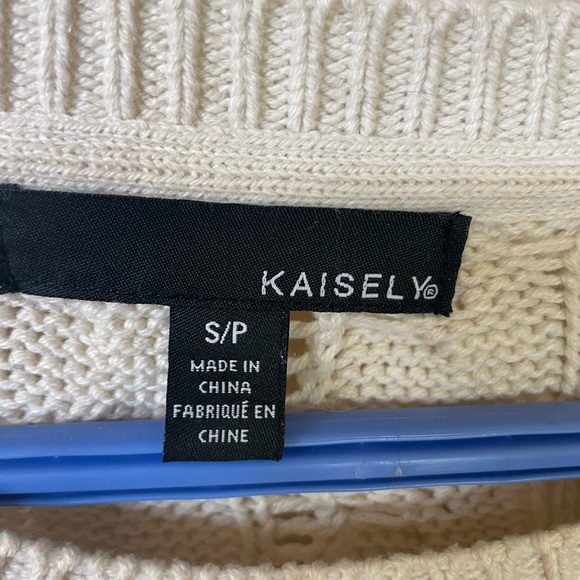 KAISELY®
S/P
MADE IN
CHINA
FABRIQUÉ EN
CHINE